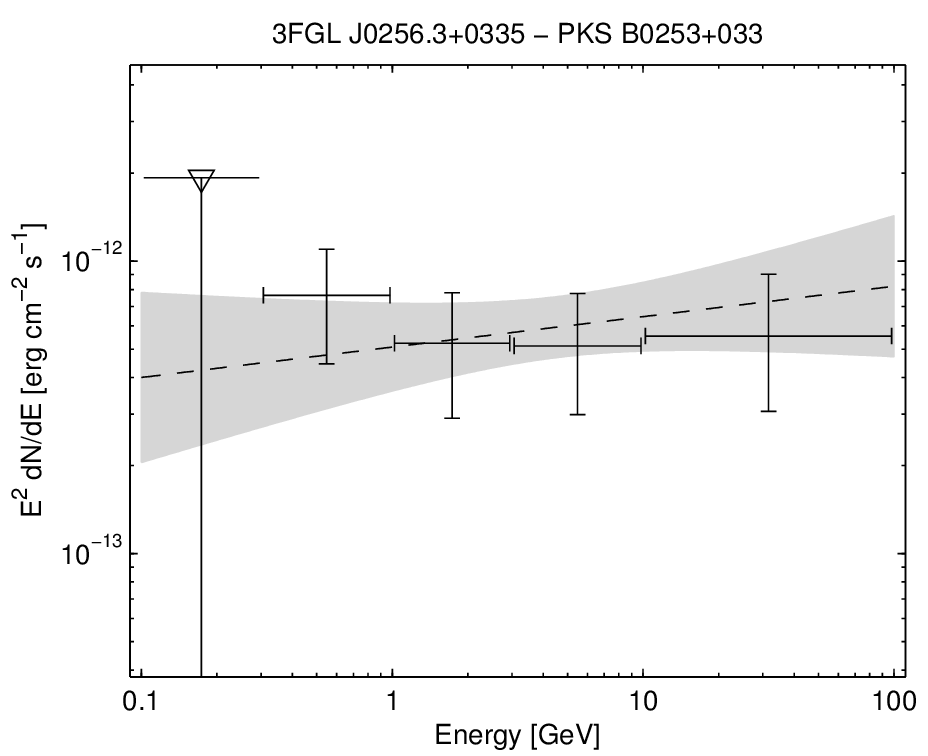 3FGL J0256.3+0335 − PKS B0253+033
E² dN/dE [erg cm⁻² s⁻¹]
10⁻¹²
10⁻¹³
0.1 1 10 100
Energy [GeV]